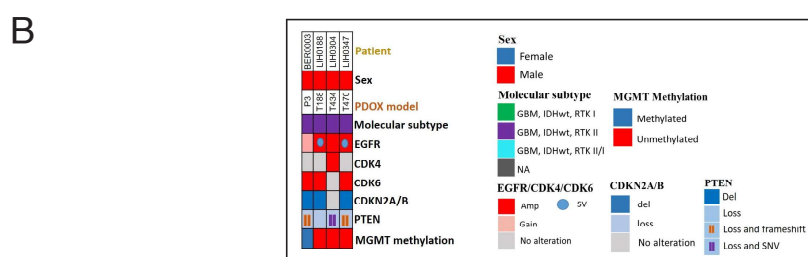 B
BER0003 LIH0188 LIH0304 LIH0347 Patient
Sex
P3 T188 T434 T470 PDOX model
Molecular subtype
EGFR
CDK4
CDK6
CDKN2A/B
PTEN
MGMT methylation
Sex
Female
Male
Molecular subtype
GBM, IDHwt, RTK I
GBM, IDHwt, RTK II
GBM, IDHwt, RTK II/I
NA
MGMT Methylation
Methylated
Unmethylated
EGFR/CDK4/CDK6
Amp SV
Gain
No alteration
CDKN2A/B
del
loss
No alteration
PTEN
Del
Loss
Loss and frameshift
Loss and SNV